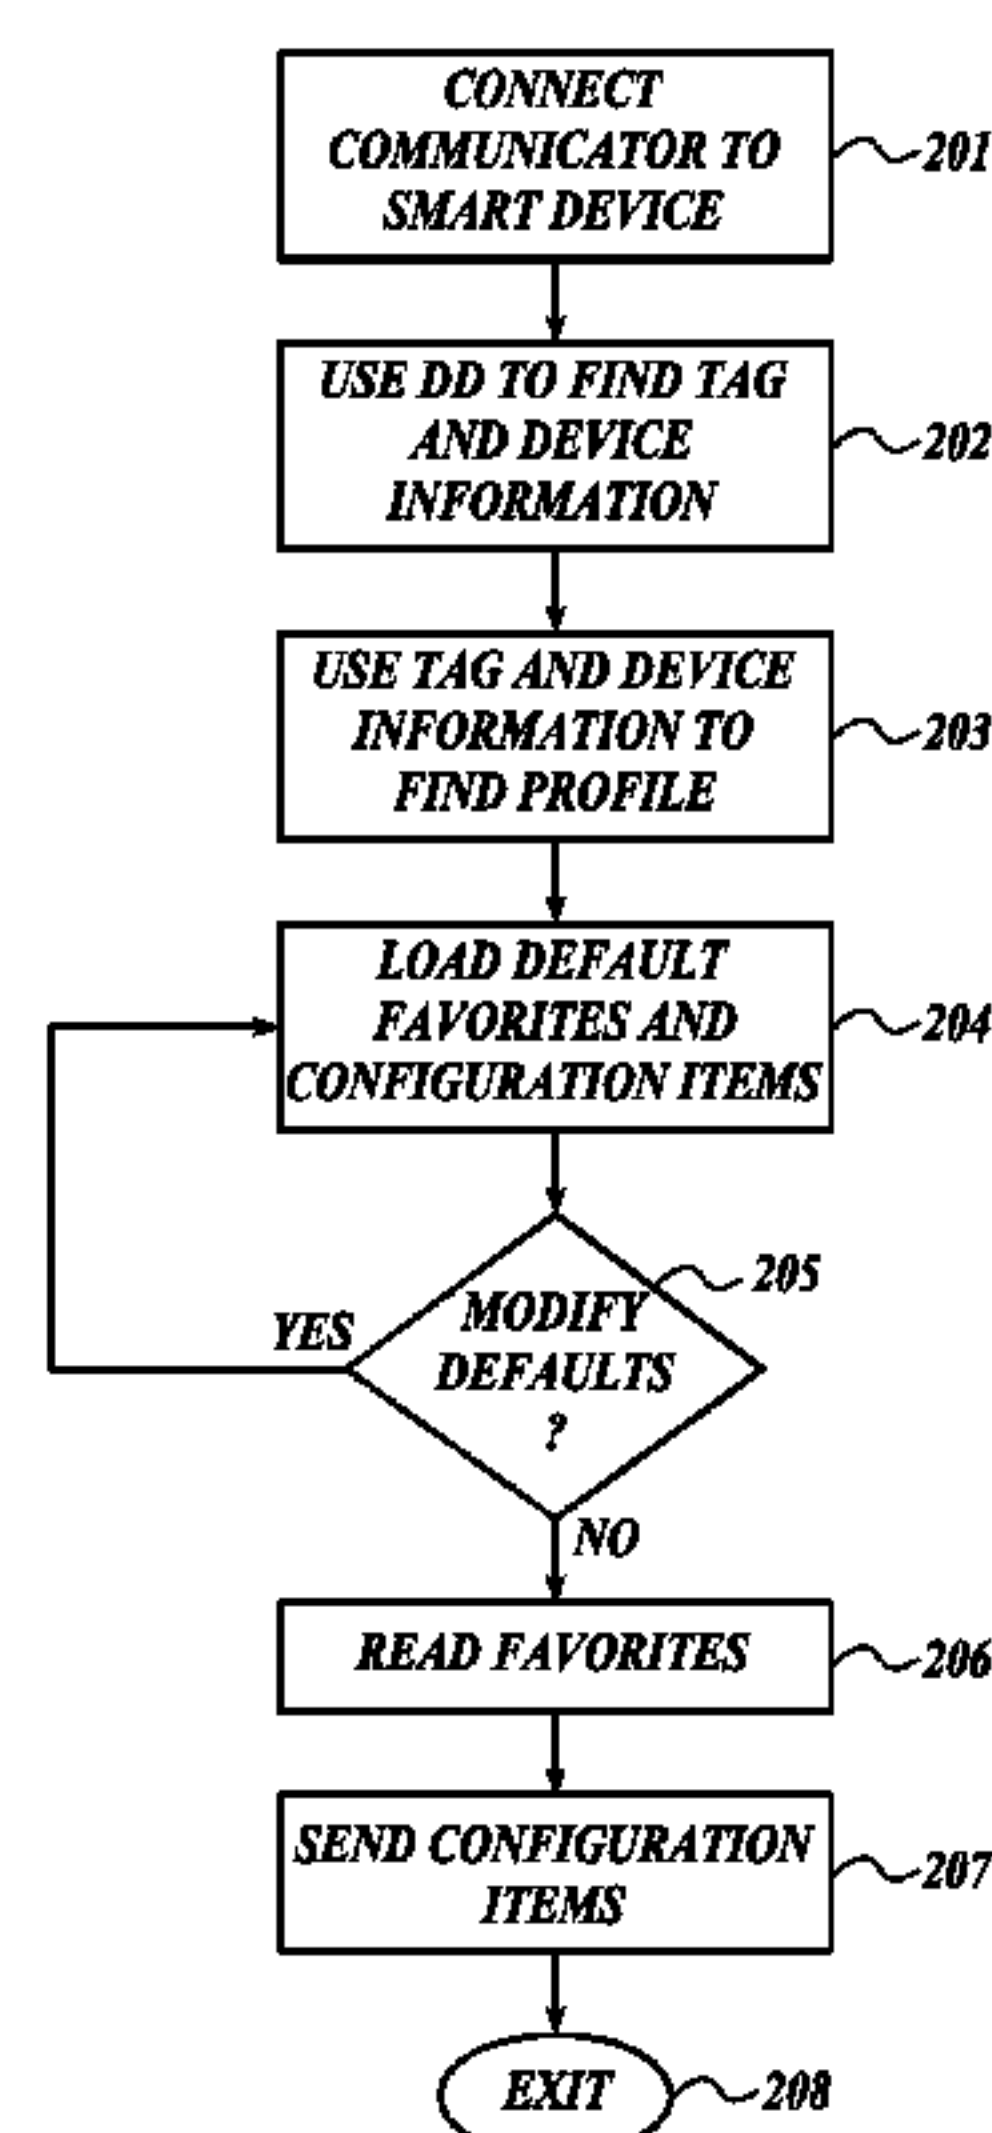 CONNECT
COMMUNICATOR TO
SMART DEVICE
201
USE DD TO FIND TAG
AND DEVICE
INFORMATION
202
USE TAG AND DEVICE
INFORMATION TO
FIND PROFILE
203
LOAD DEFAULT
FAVORITES AND
CONFIGURATION ITEMS
204
205
MODIFY
DEFAULTS
?
YES
NO
READ FAVORITES
206
SEND CONFIGURATION
ITEMS
207
EXIT
208